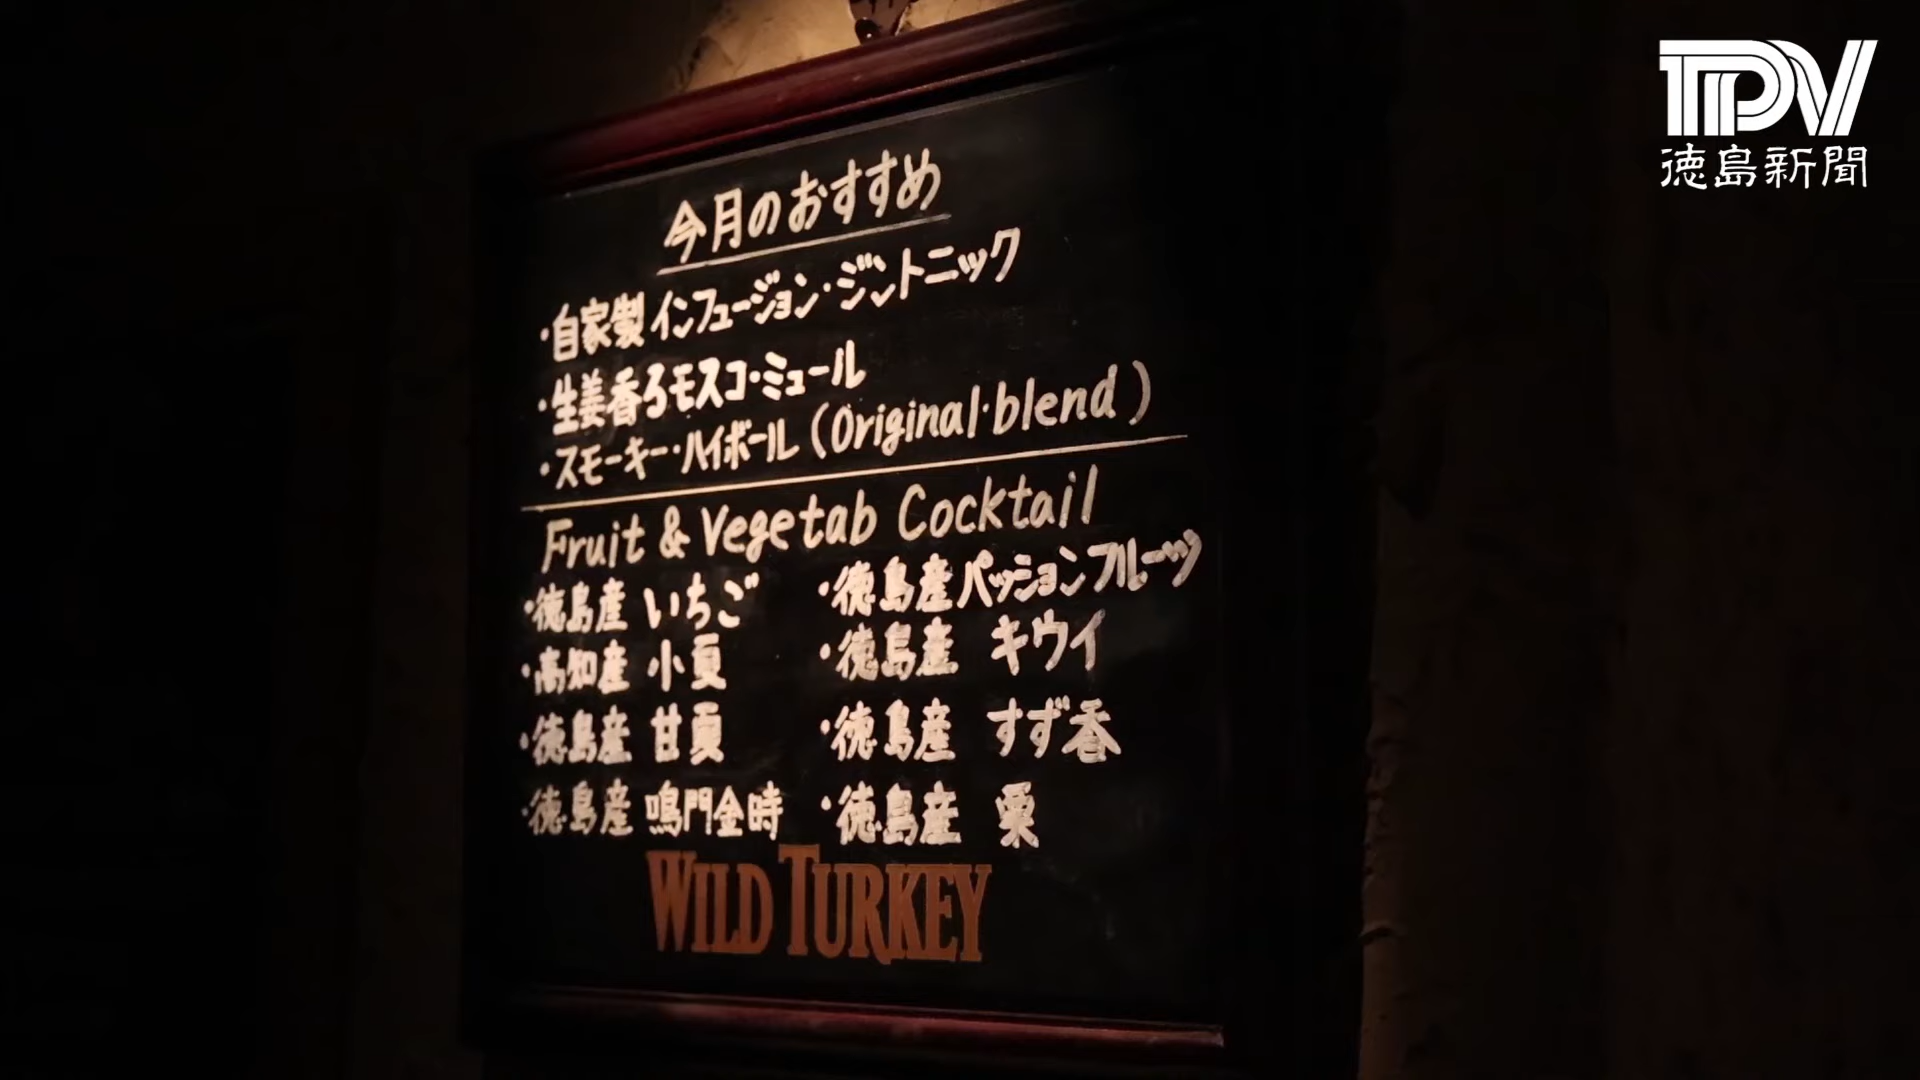 TPV
徳島新聞
今月のおすすめ
・自家製インフュージョン・ジントニック
・生姜香るモスコ・ミュール
・スモーキー・ハイボール (Original・blend)
Fruit & Vegetab Cocktail
・徳島産 いちご
・高知産 小夏
・徳島産 甘夏
・徳島産 鳴門金時
・徳島産パッションフルーツ
・徳島産 キウイ
・徳島産 すず香
・徳島産 栗
WILD TURKEY